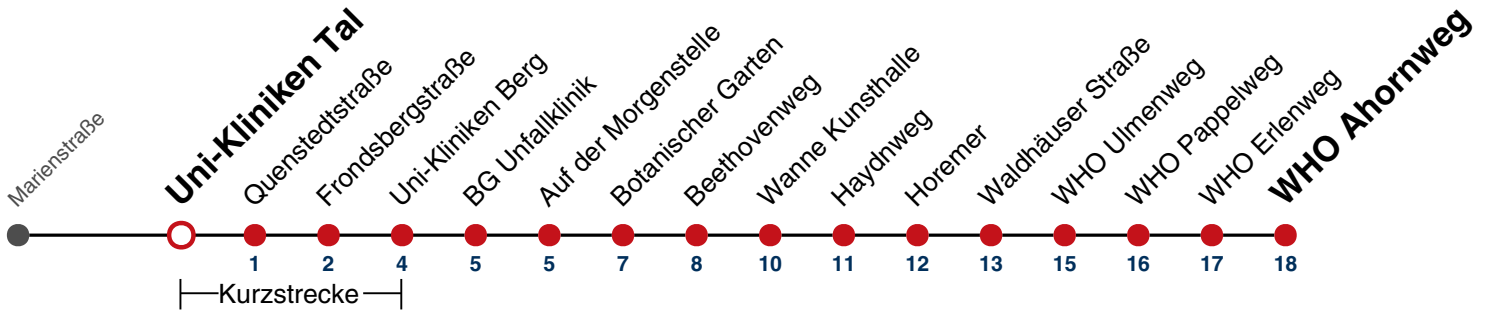 Marienstraße
Uni-Kliniken Tal
Quenstedtstraße
Frondsbergstraße
Uni-Kliniken Berg
BG Unfallklinik
Auf der Morgenstelle
Botanischer Garten
Beethovenweg
Wanne Kunsthalle
Haydnweg
Horemer
Waldhäuser Straße
WHO Ulmenweg
WHO Pappelweg
WHO Erlenweg
WHO Ahornweg
1 2 4 5 5 7 8 10 11 12 13 15 16 17 18
Kurzstrecke